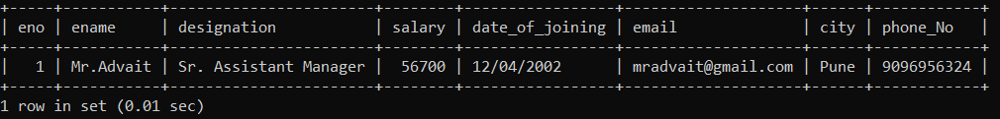 +-----+-----------+------------------------+--------+-----------------+---------------------+------+------------+
| eno | ename     | designation            | salary | date_of_joining | email               | city | phone_No   |
+-----+-----------+------------------------+--------+-----------------+---------------------+------+------------+
|   1 | Mr.Advait | Sr. Assistant Manager |  56700 | 12/04/2002      | mradvait@gmail.com | Pune | 9096956324 |
+-----+-----------+------------------------+--------+-----------------+---------------------+------+------------+
1 row in set (0.01 sec)